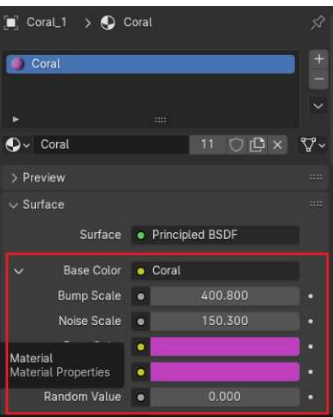 Coral_1 > Coral
Coral
Coral 11
Preview
Surface
Surface Principled BSDF
Base Color Coral
Bump Scale 400.800
Noise Scale 150.300
Material
Material Properties
Random Value 0.000